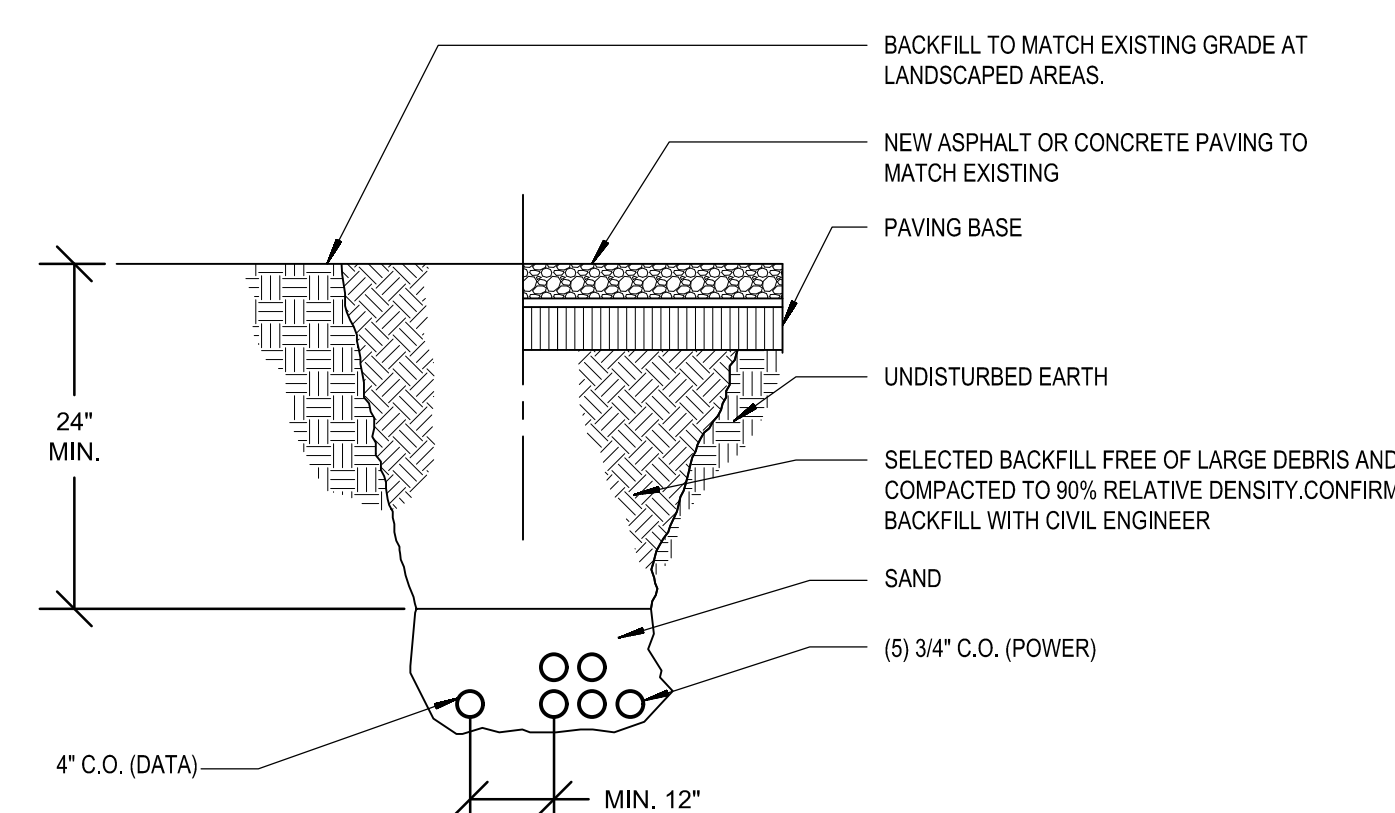 BACKFILL TO MATCH EXISTING GRADE AT
LANDSCAPED AREAS.
NEW ASPHALT OR CONCRETE PAVING TO
MATCH EXISTING
PAVING BASE
UNDISTURBED EARTH
24"
MIN.
SELECTED BACKFILL FREE OF LARGE DEBRIS AND
COMPACTED TO 90% RELATIVE DENSITY.CONFIRM
BACKFILL WITH CIVIL ENGINEER
SAND
(5) 3/4" C.O. (POWER)
4" C.O. (DATA)
MIN. 12"